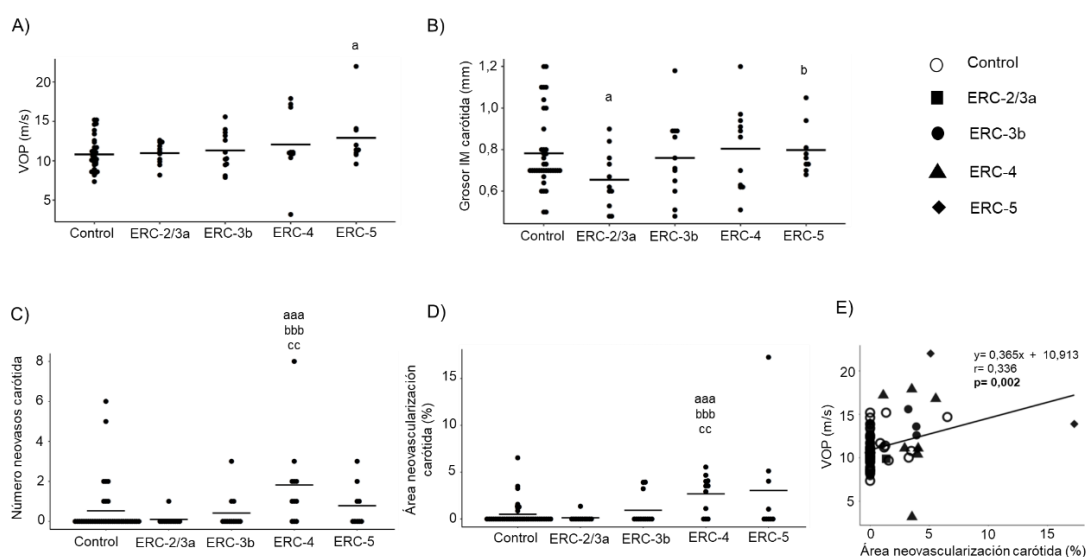 A)
a
VOP (m/s)
20
15
10
5
Control ERC-2/3a ERC-3b ERC-4 ERC-5
B)
a
b
Grosor IM carótida (mm)
1,2
1,0
0,8
0,6
Control ERC-2/3a ERC-3b ERC-4 ERC-5
Control
ERC-2/3a
ERC-3b
ERC-4
ERC-5
C)
aaa
bbb
cc
Número neovasos carótida
8
6
4
2
0
Control ERC-2/3a ERC-3b ERC-4 ERC-5
D)
aaa
bbb
cc
Área neovascularización
carótida (%)
15
10
5
0
Control ERC-2/3a ERC-3b ERC-4 ERC-5
E)
y= 0,365x + 10,913
r= 0,336
p= 0,002
VOP (m/s)
20
15
10
5
0 5 10 15
Área neovascularización carótida (%)